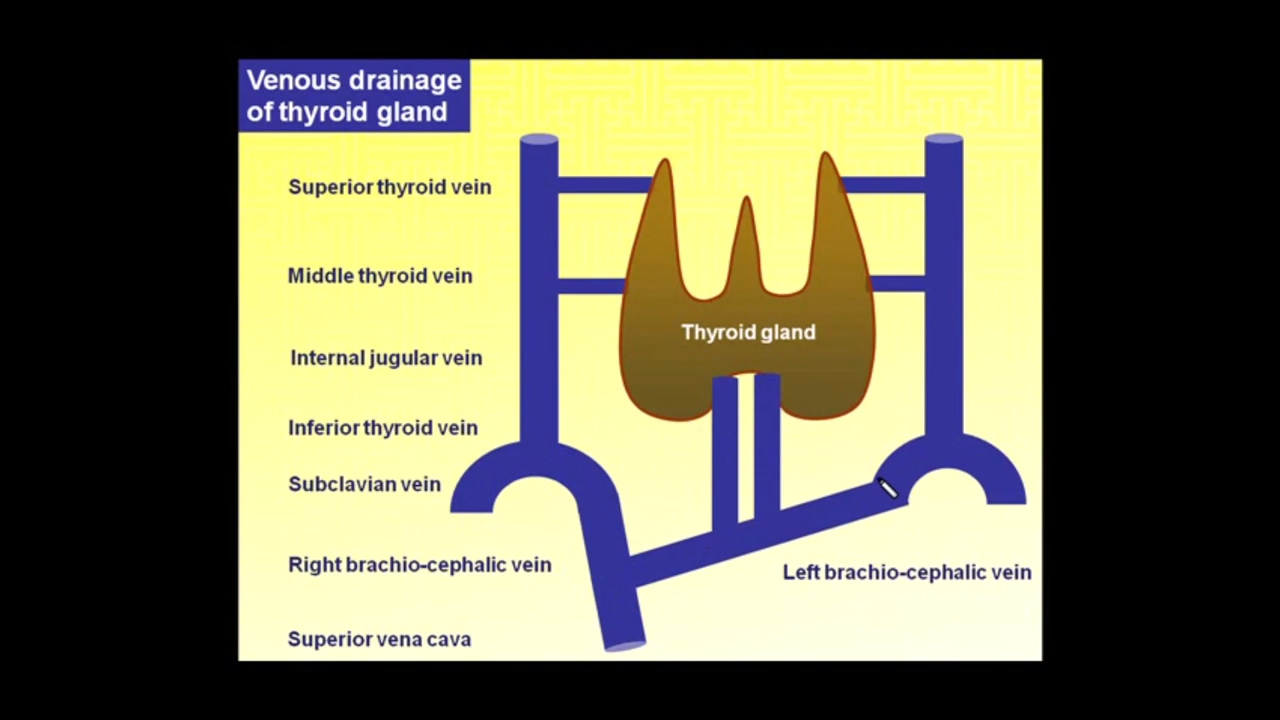 Venous drainage
of thyroid gland
Superior thyroid vein
Middle thyroid vein
Thyroid gland
Internal jugular vein
Inferior thyroid vein
Subclavian vein
Right brachio-cephalic vein
Left brachio-cephalic vein
Superior vena cava